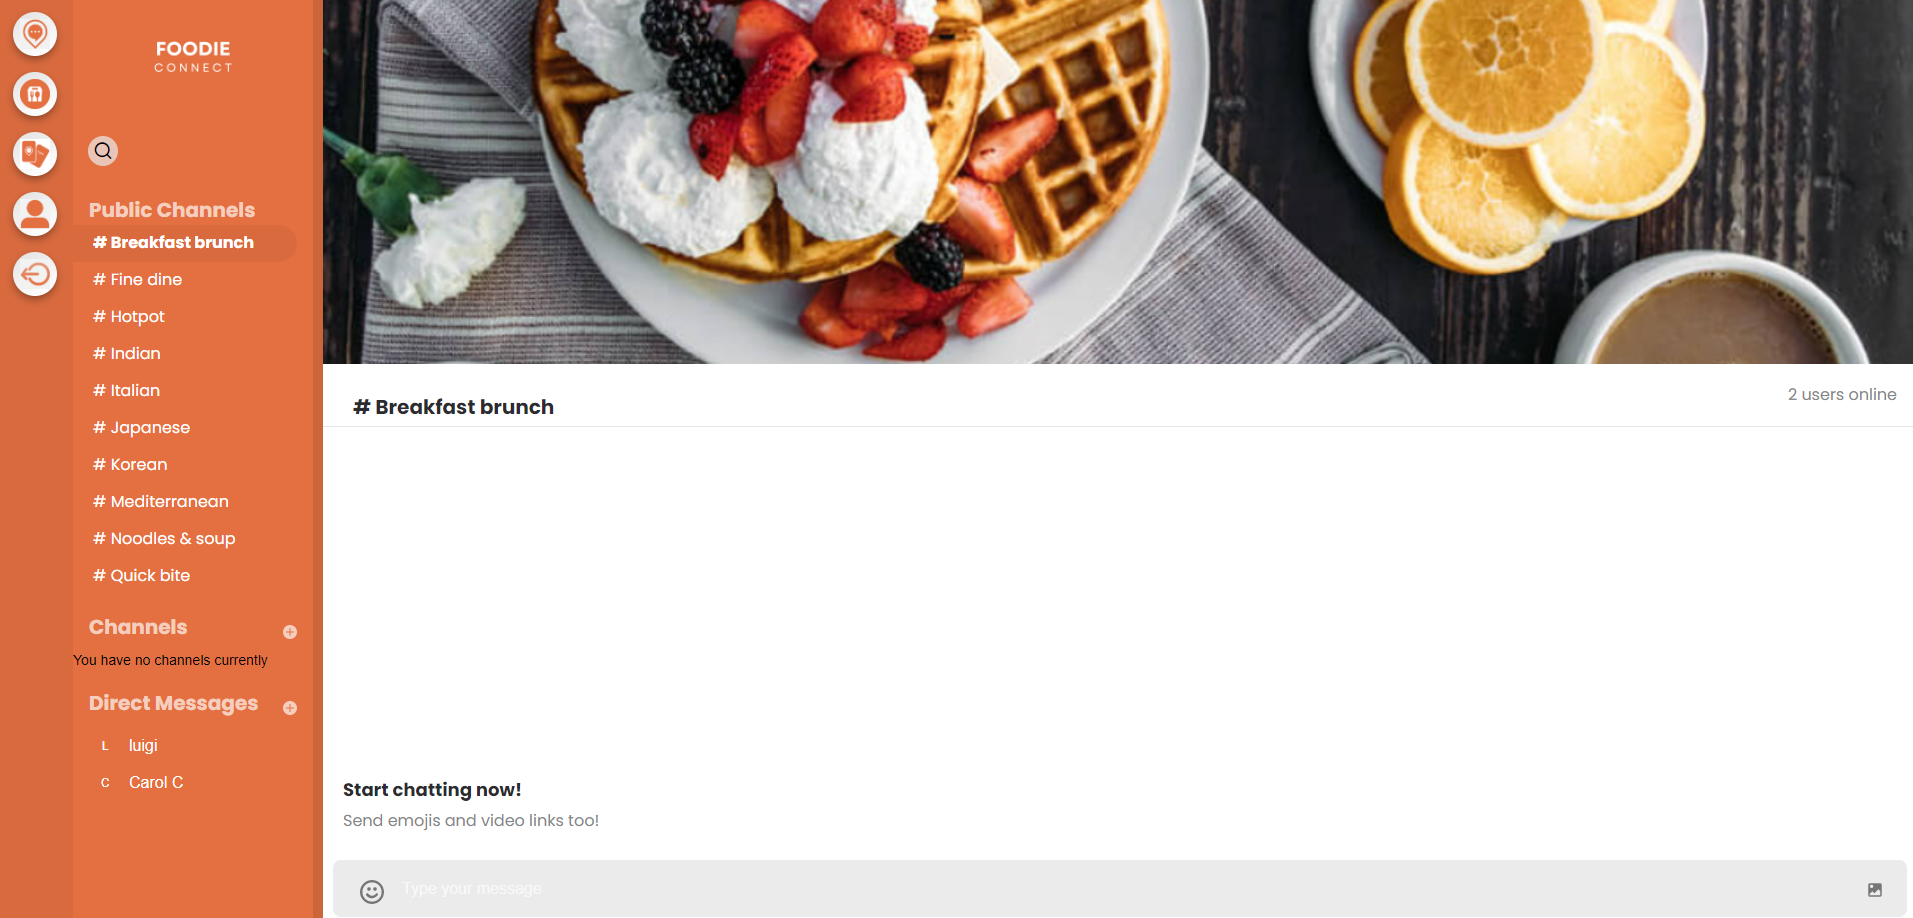 FOODIE
CONNECT
Public Channels
# Breakfast brunch
# Fine dine
# Hotpot
# Indian
# Italian
# Japanese
# Korean
# Mediterranean
# Noodles & soup
# Quick bite
Channels
You have no channels currently
Direct Messages
L luigi
C Carol C
# Breakfast brunch
2 users online
Start chatting now!
Send emojis and video links too!
Type your message